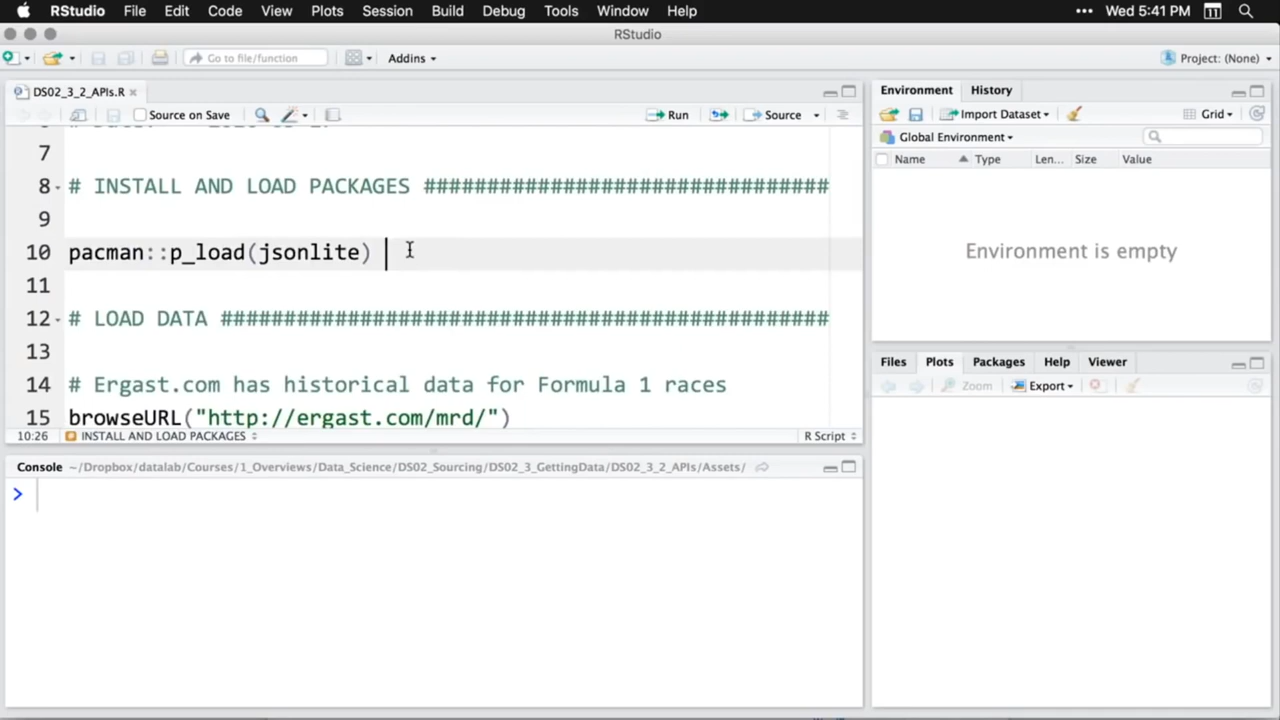 RStudio File Edit Code View Plots Session Build Debug Tools Window Help ••• Wed 5:41 PM 11
RStudio
Go to file/function Addins Project: (None)
DS02_3_2_APIs.R
Source on Save Run Source
7
8 # INSTALL AND LOAD PACKAGES ################################
9
10 pacman::p_load(jsonlite)
11
12 # LOAD DATA ################################################
13
14 # Ergast.com has historical data for Formula 1 races
15 browseURL("http://ergast.com/mrd/")
10:26 INSTALL AND LOAD PACKAGES R Script
Console ~/Dropbox/datalab/Courses/1_Overviews/Data_Science/DS02_Sourcing/DS02_3_GettingData/DS02_3_2_APIs/Assets/
>
Environment History
Import Dataset Grid
Global Environment
Name Type Len... Size Value
Environment is empty
Files Plots Packages Help Viewer
Zoom Export